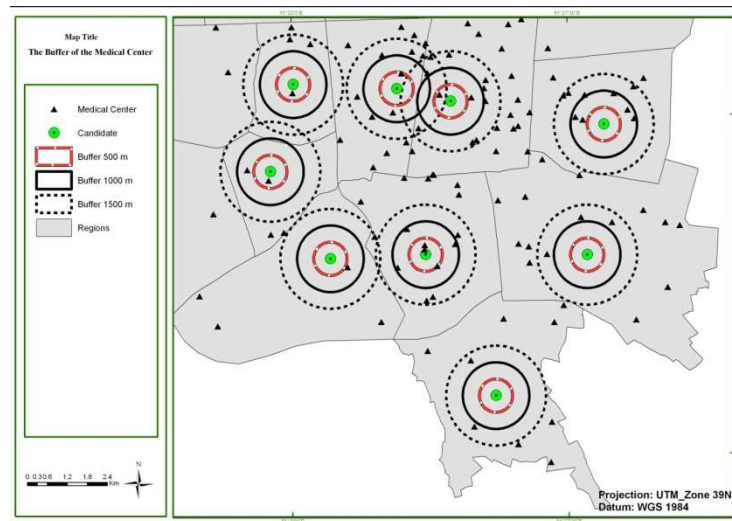 Map Title
The Buffer of the Medical Center
Medical Center
Candidate
Buffer 500 m
Buffer 1000 m
Buffer 1500 m
Regions
N
0 0.3 0.6 1.2 1.8 2.4
Km
Projection: UTM_Zone 39N
Datum: WGS 1984